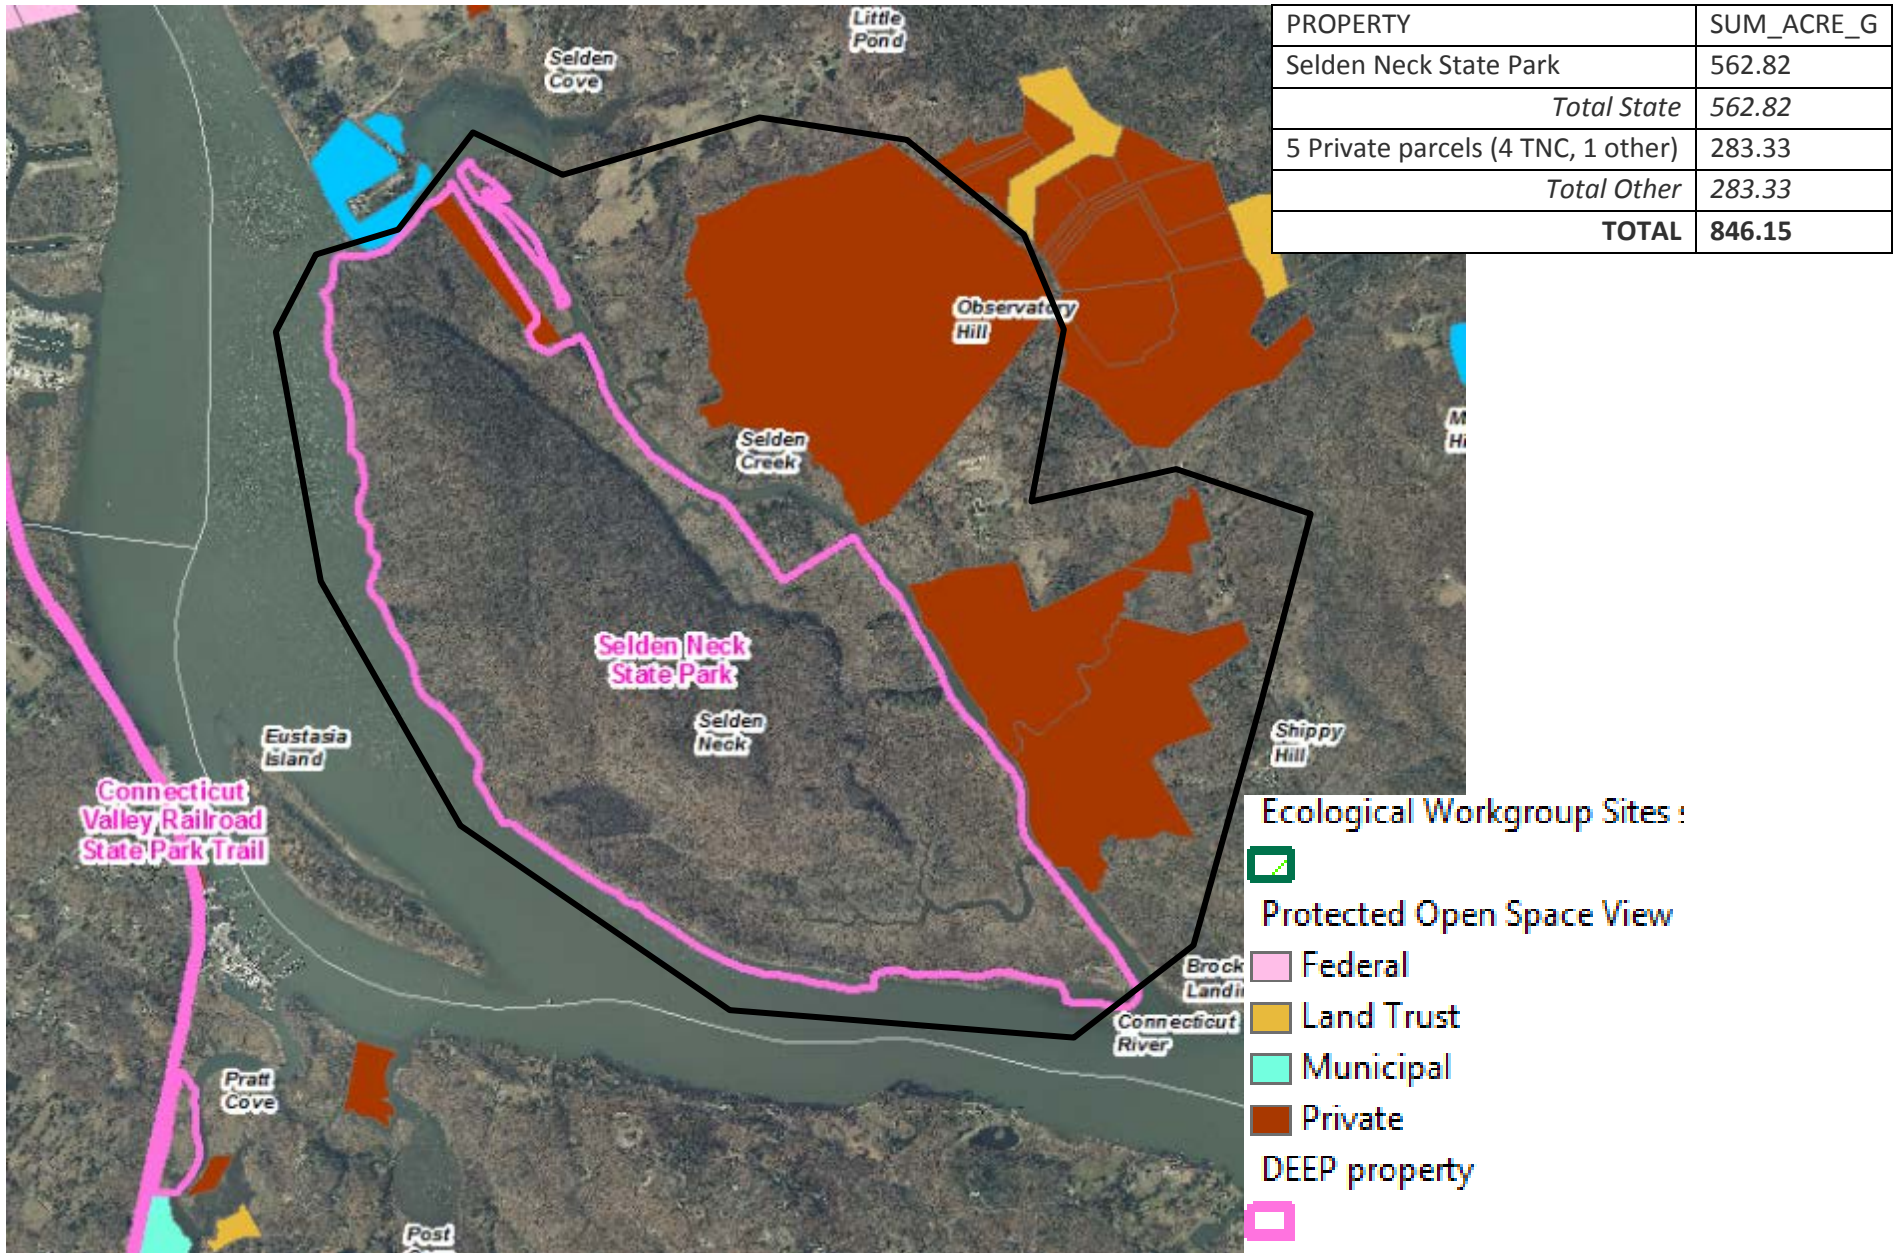 PROPERTY SUM_ACRE_G
Selden Neck State Park 562.82
Total State 562.82
5 Private parcels (4 TNC, 1 other) 283.33
Total Other 283.33
TOTAL 846.15
Little
Pond
Selden
Cove
Observatory
Hill
Selden
Creek
Selden Neck
State Park
Selden
Neck
Eustasia
Island
Shippy
Hill
Connecticut
Valley Railroad
State Park Trail
Brock
Landi
Connecticut
River
Pratt
Cove
Post
M
Hi
Ecological Workgroup Sites
Protected Open Space View
Federal
Land Trust
Municipal
Private
DEEP property